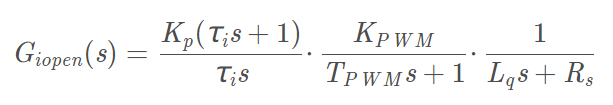 G_{iopen}(s) = \frac{K_p(\tau_i s + 1)}{\tau_i s} \cdot \frac{K_{PWM}}{T_{PWM}s + 1} \cdot \frac{1}{L_q s + R_s}